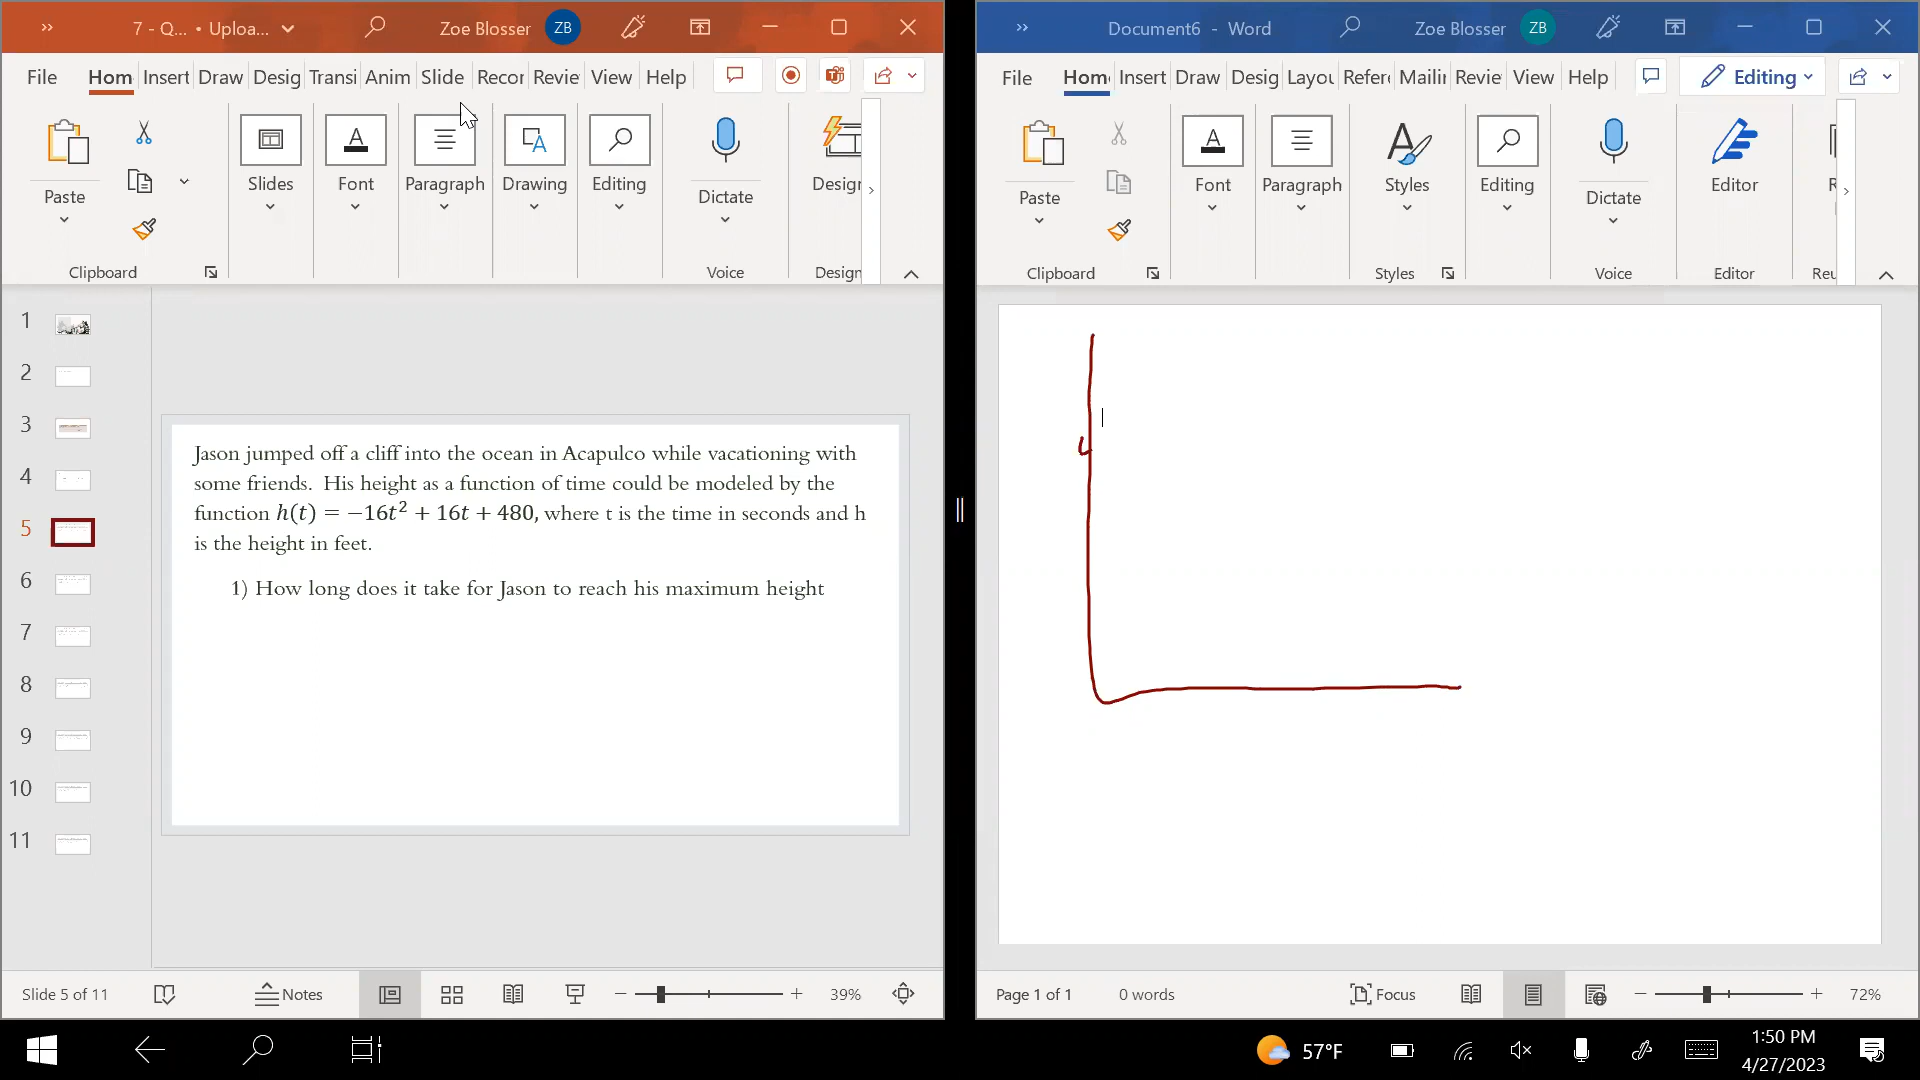 7 - Q... • Uploa...
Zoe Blosser
ZB
File
Hom
Insert
Draw
Desig
Transi
Anim
Slide
Recor
Revie
View
Help
Paste
Slides
Font
Paragraph
Drawing
Editing
Dictate
Design
Clipboard
Voice
Design
1
2
3
4
5
6
7
8
9
10
11
Jason jumped off a cliff into the ocean in Acapulco while vacationing with
some friends. His height as a function of time could be modeled by the
function h(t) = −16t² + 16t + 480, where t is the time in seconds and h
is the height in feet.
1) How long does it take for Jason to reach his maximum height
Slide 5 of 11
Notes
39%
Document6 - Word
Zoe Blosser
ZB
File
Hom
Insert
Draw
Desig
Layou
Refere
Mailin
Revie
View
Help
Editing
Paste
Font
Paragraph
Styles
Editing
Dictate
Editor
Clipboard
Styles
Voice
Editor
Reu
Page 1 of 1
0 words
Focus
72%
57°F
1:50 PM
4/27/2023